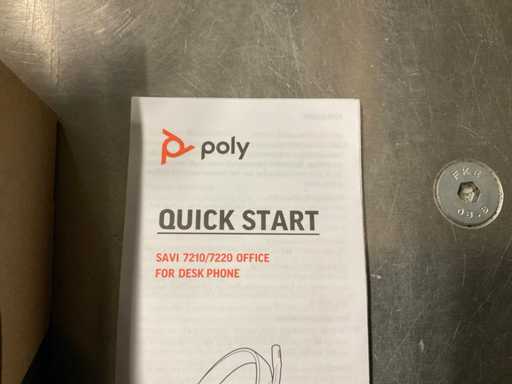 poly
QUICK START
SAVI 7210/7220 OFFICE
FOR DESK PHONE